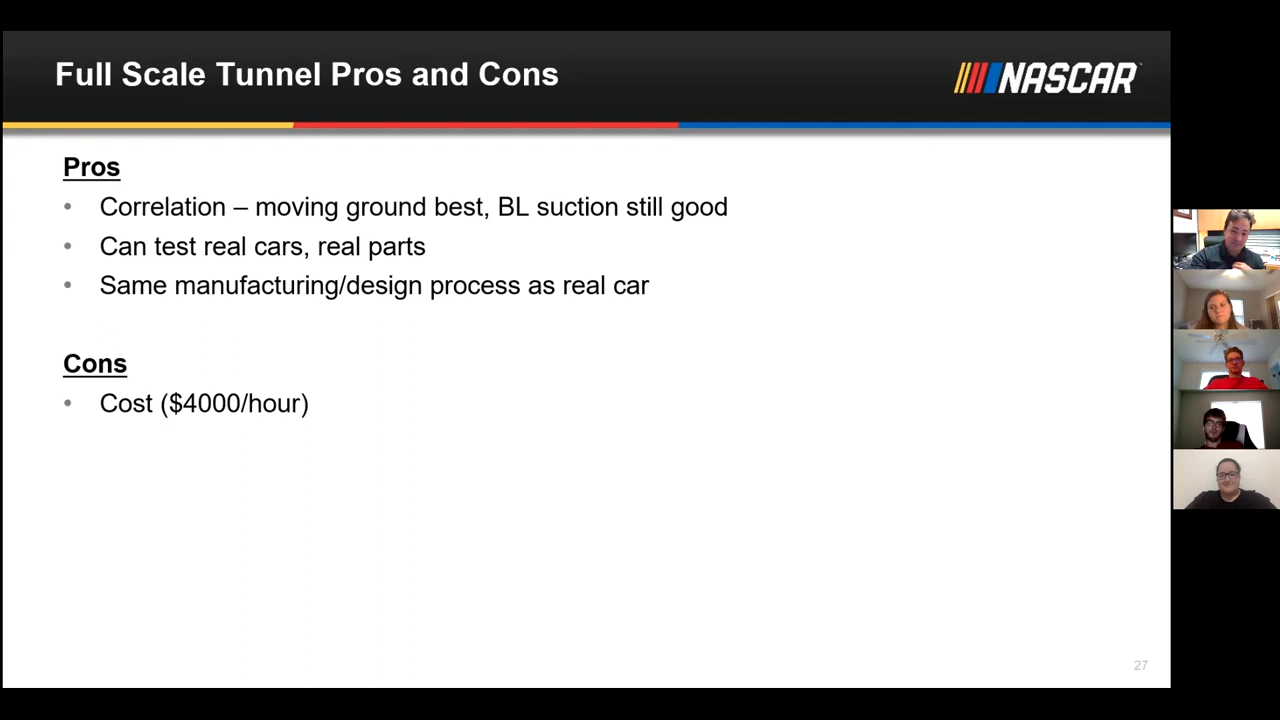 Full Scale Tunnel Pros and Cons
NASCAR
Pros
• Correlation – moving ground best, BL suction still good
• Can test real cars, real parts
• Same manufacturing/design process as real car
Cons
• Cost ($4000/hour)
27